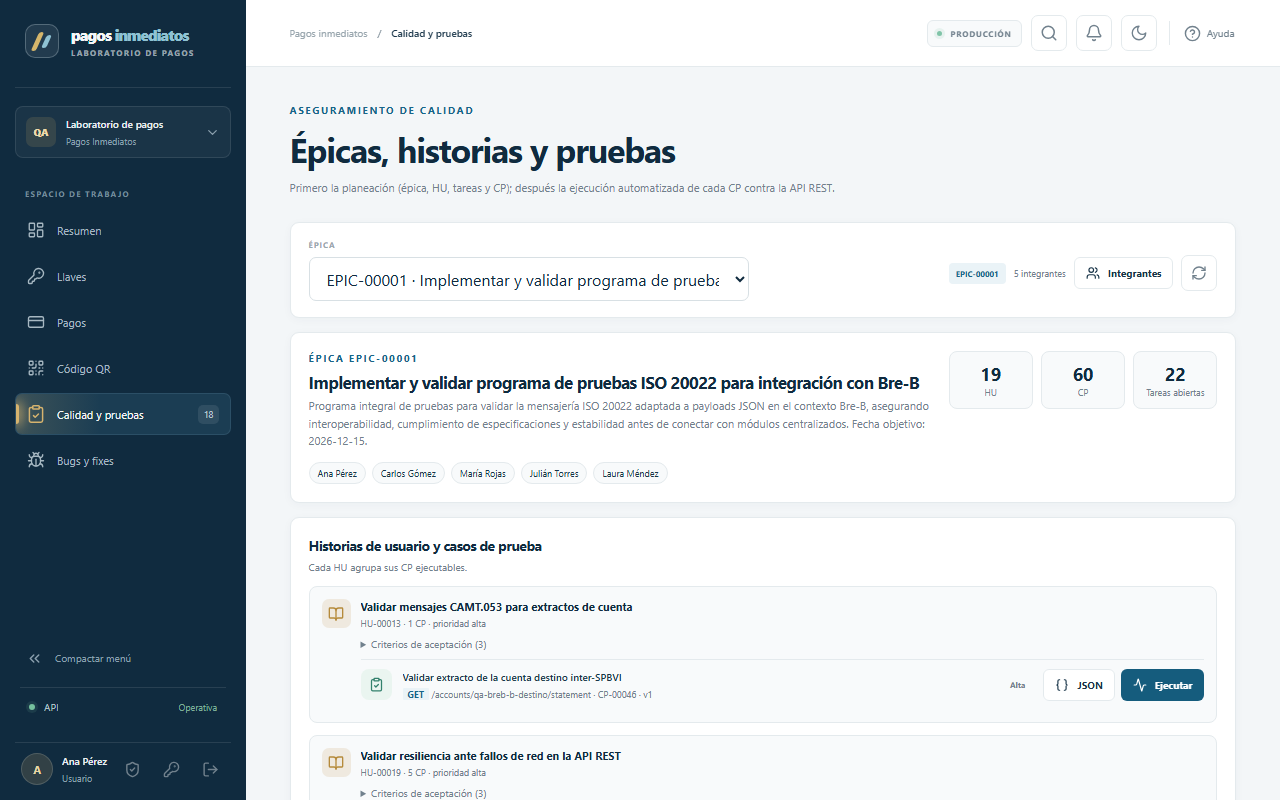 pagos inmediatos
LABORATORIO DE PAGOS
QA
Laboratorio de pagos
Pagos Inmediatos
ESPACIO DE TRABAJO
Resumen
Llaves
Pagos
Código QR
Calidad y pruebas 18
Bugs y fixes
Compactar menú
API Operativa
A
Ana Pérez
Usuario
Pagos inmediatos / Calidad y pruebas
PRODUCCIÓN
Ayuda
ASEGURAMIENTO DE CALIDAD
Épicas, historias y pruebas
Primero la planeación (épica, HU, tareas y CP); después la ejecución automatizada de cada CP contra la API REST.
ÉPICA
EPIC-00001 · Implementar y validar programa de prueba
EPIC-00001 5 integrantes Integrantes
ÉPICA EPIC-00001
Implementar y validar programa de pruebas ISO 20022 para integración con Bre-B
Programa integral de pruebas para validar la mensajería ISO 20022 adaptada a payloads JSON en el contexto Bre-B, asegurando
interoperabilidad, cumplimiento de especificaciones y estabilidad antes de conectar con módulos centralizados. Fecha objetivo:
2026-12-15.
Ana Pérez Carlos Gómez María Rojas Julián Torres Laura Méndez
19 60 22
HU CP Tareas abiertas
Historias de usuario y casos de prueba
Cada HU agrupa sus CP ejecutables.
Validar mensajes CAMT.053 para extractos de cuenta
HU-00013 · 1 CP · prioridad alta
Criterios de aceptación (3)
Validar extracto de la cuenta destino inter-SPBVI
GET /accounts/qa-breb-b-destino/statement · CP-00046 · v1
Alta { } JSON Ejecutar
Validar resiliencia ante fallos de red en la API REST
HU-00019 · 5 CP · prioridad alta
Criterios de aceptación (3)